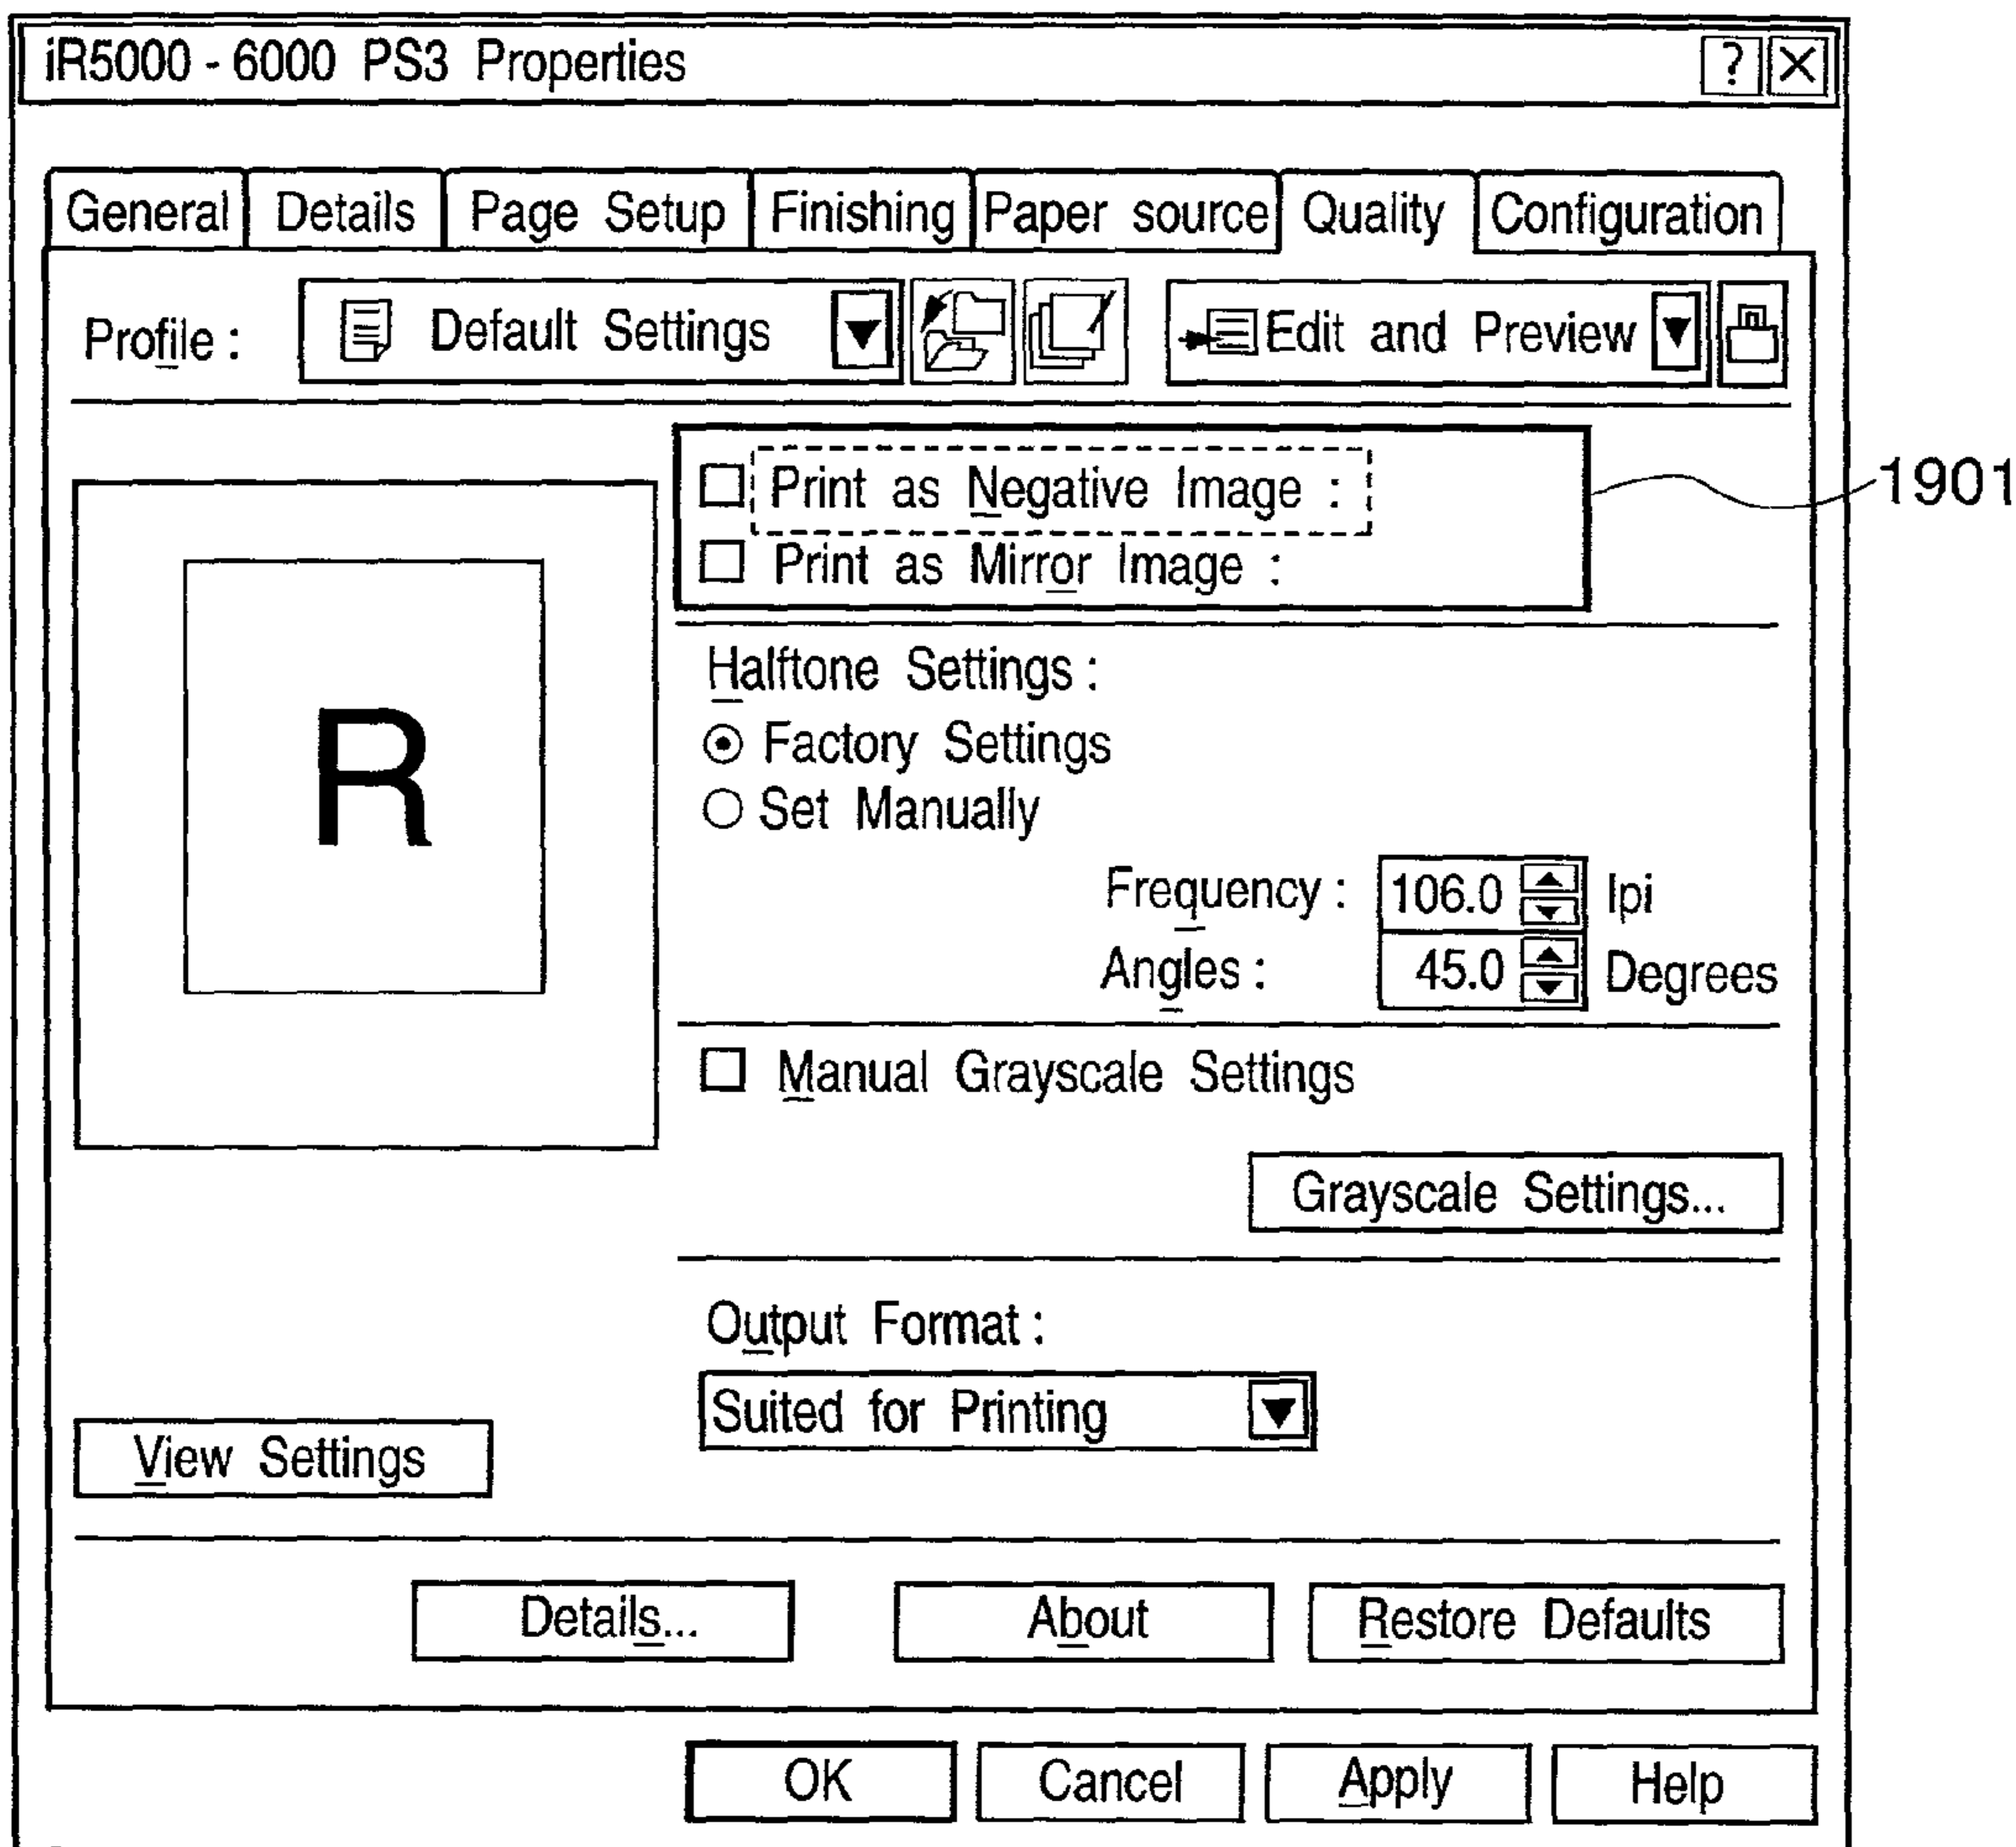 iR5000 - 6000 PS3 Properties ? X
General Details Page Setup Finishing Paper source Quality Configuration
Profile : Default Settings Edit and Preview
Print as Negative Image :
1901
Print as Mirror Image :
R
Halftone Settings :
Factory Settings
Set Manually
Frequency : 106.0 lpi
Angles : 45.0 Degrees
Manual Grayscale Settings
Grayscale Settings...
Output Format :
Suited for Printing
View Settings
Details... About Restore Defaults
OK Cancel Apply Help